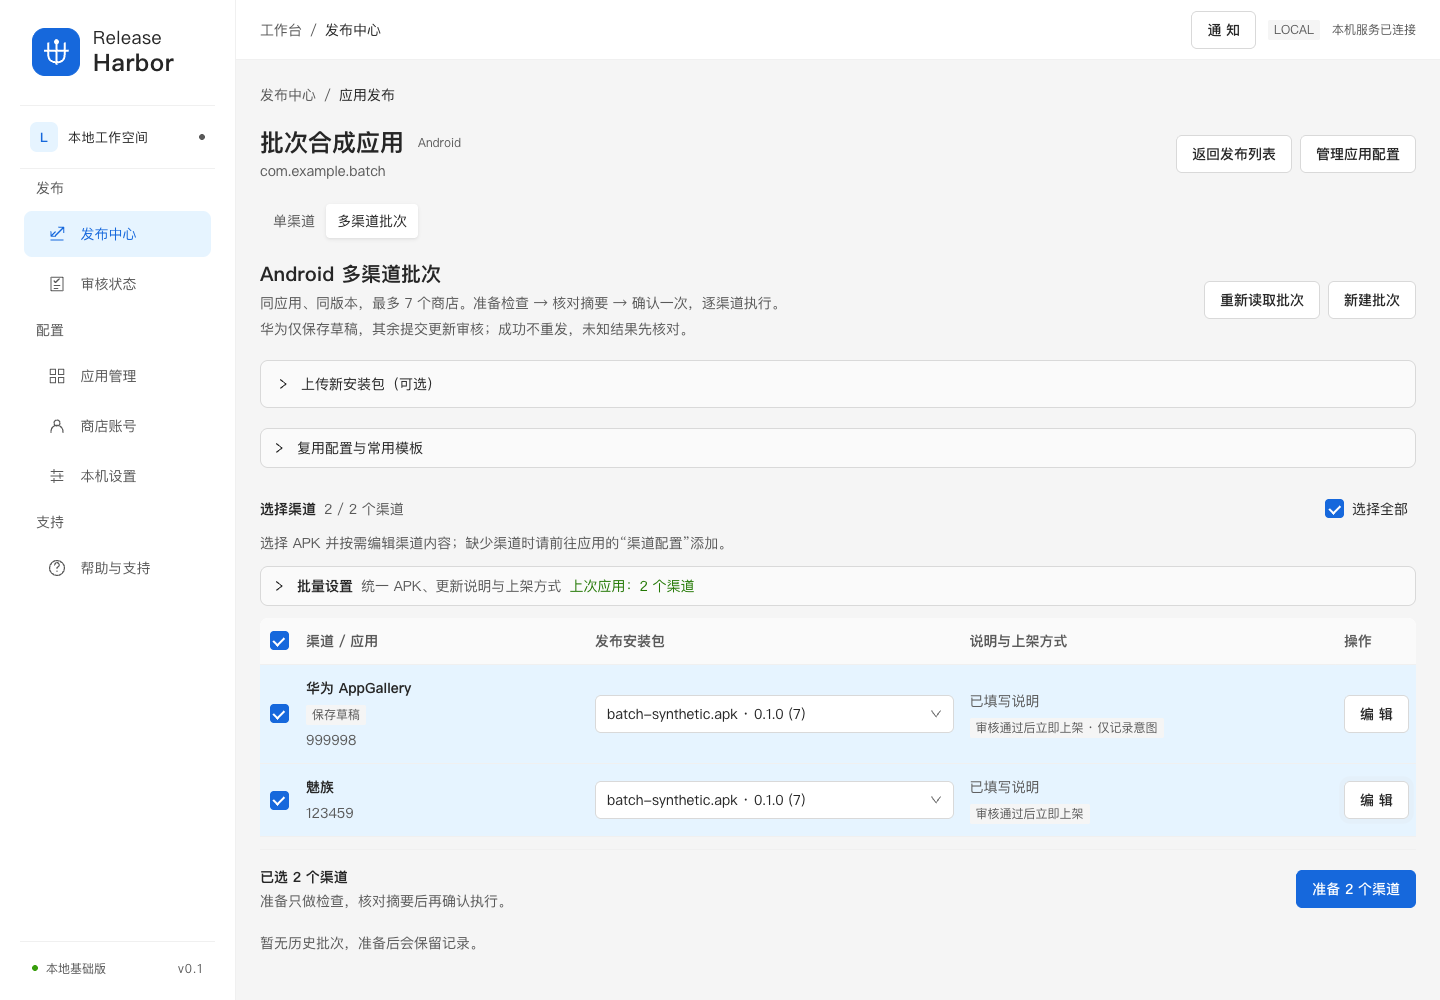 Release
Harbor
L 本地工作空间
发布
发布中心
审核状态
配置
应用管理
商店账号
本机设置
支持
帮助与支持
本地基础版 v0.1
工作台 / 发布中心
通 知 LOCAL 本机服务已连接
发布中心 / 应用发布
批次合成应用 Android
com.example.batch
返回发布列表 管理应用配置
单渠道 多渠道批次
Android 多渠道批次
同应用、同版本，最多 7 个商店。准备检查 → 核对摘要 → 确认一次，逐渠道执行。
华为仅保存草稿，其余提交更新审核；成功不重发，未知结果先核对。
重新读取批次 新建批次
上传新安装包（可选）
复用配置与常用模板
选择渠道 2 / 2 个渠道 选择全部
选择 APK 并按需编辑渠道内容；缺少渠道时请前往应用的“渠道配置”添加。
批量设置 统一 APK、更新说明与上架方式 上次应用：2 个渠道
渠道 / 应用 发布安装包 说明与上架方式 操作
华为 AppGallery
保存草稿
999998
batch-synthetic.apk · 0.1.0 (7)
已填写说明
审核通过后立即上架 · 仅记录意图
编 辑
魅族
123459
batch-synthetic.apk · 0.1.0 (7)
已填写说明
审核通过后立即上架
编 辑
已选 2 个渠道
准备只做检查，核对摘要后再确认执行。
准备 2 个渠道
暂无历史批次，准备后会保留记录。